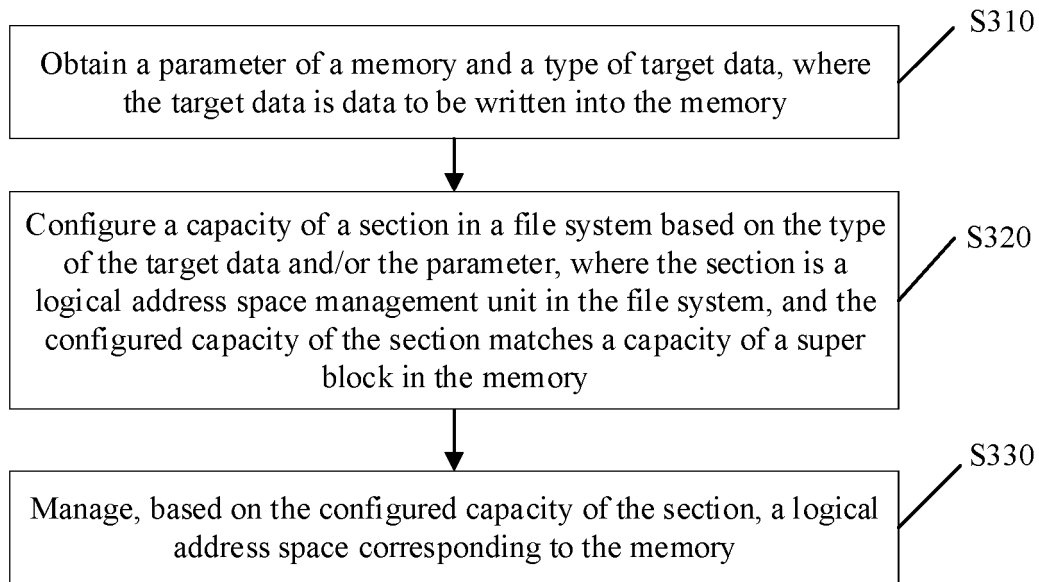 S310
Obtain a parameter of a memory and a type of target data, where
the target data is data to be written into the memory
S320
Configure a capacity of a section in a file system based on the type
of the target data and/or the parameter, where the section is a
logical address space management unit in the file system, and the
configured capacity of the section matches a capacity of a super
block in the memory
S330
Manage, based on the configured capacity of the section, a logical
address space corresponding to the memory